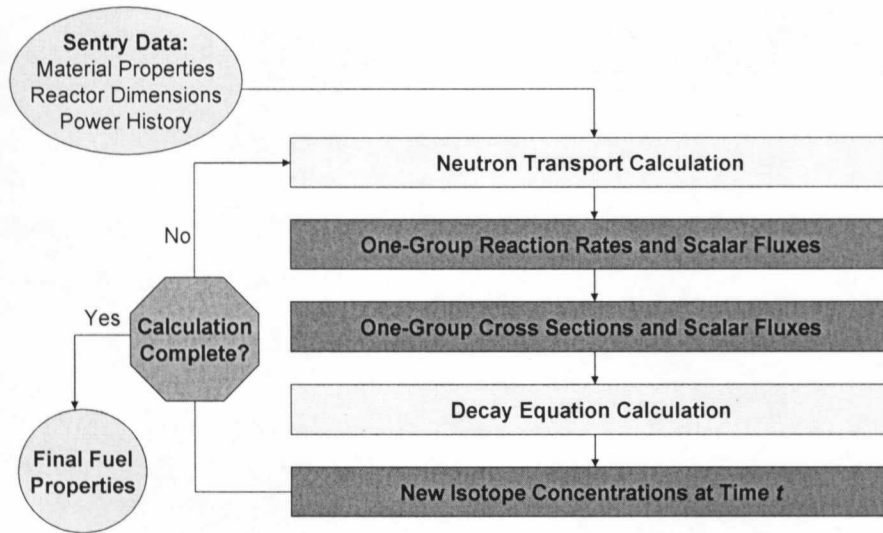 Sentry Data:
Material Properties
Reactor Dimensions
Power History
Neutron Transport Calculation
One-Group Reaction Rates and Scalar Fluxes
One-Group Cross Sections and Scalar Fluxes
Decay Equation Calculation
New Isotope Concentrations at Time t
Calculation
Complete?
No
Yes
Final Fuel
Properties